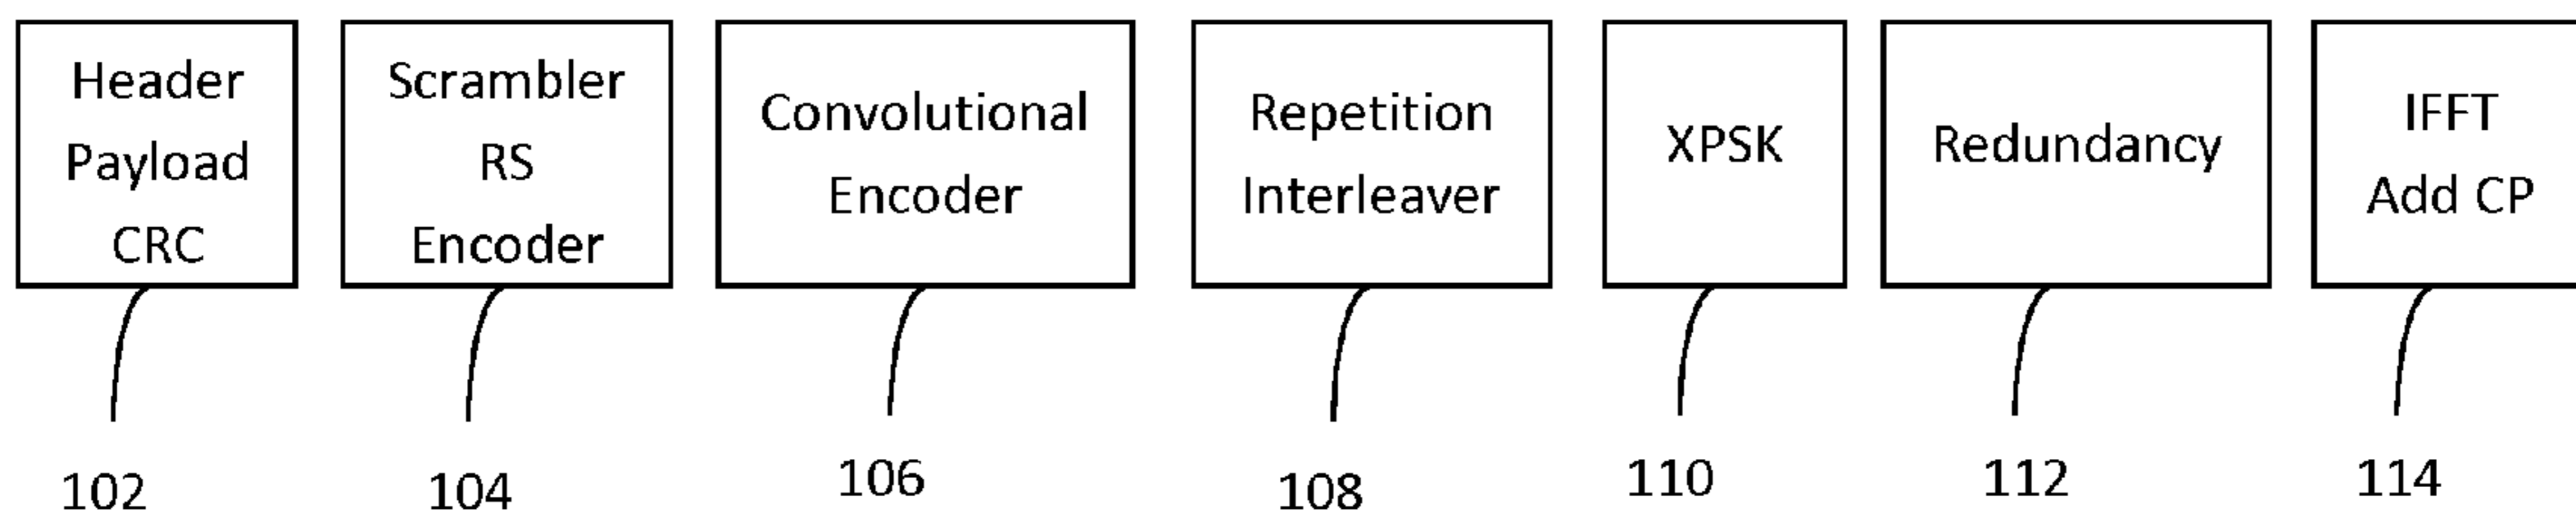 Header
Payload
CRC
Scrambler
RS
Encoder
Convolutional
Encoder
Repetition
Interleaver
XPSK
Redundancy
IFFT
Add CP
102
104
106
108
110
112
114